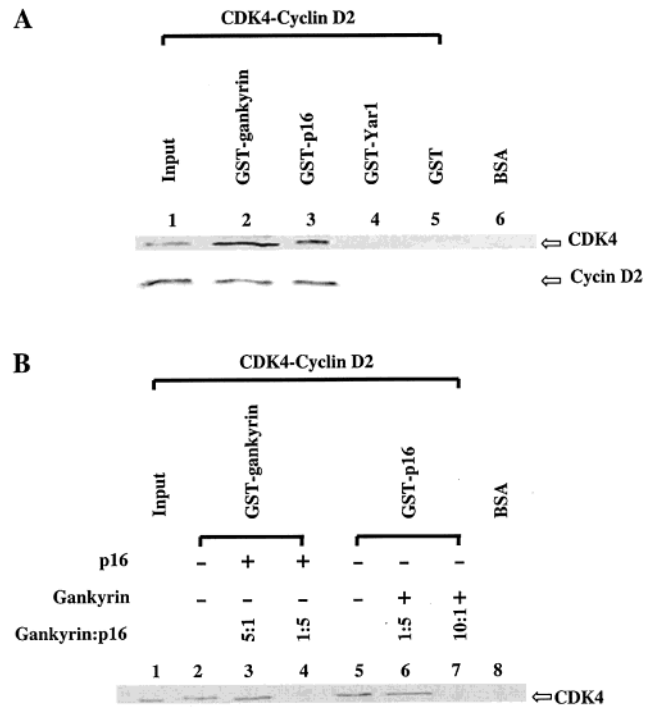 A
CDK4-Cyclin D2
Input GST-gankyrin GST-p16 GST-Yar1 GST BSA
1 2 3 4 5 6
CDK4
Cycin D2
B
CDK4-Cyclin D2
Input GST-gankyrin GST-p16 BSA
p16 – + + – – –
Gankyrin – – – – + +
Gankyrin:p16 5:1 1:5 1:5 10:1
1 2 3 4 5 6 7 8
CDK4